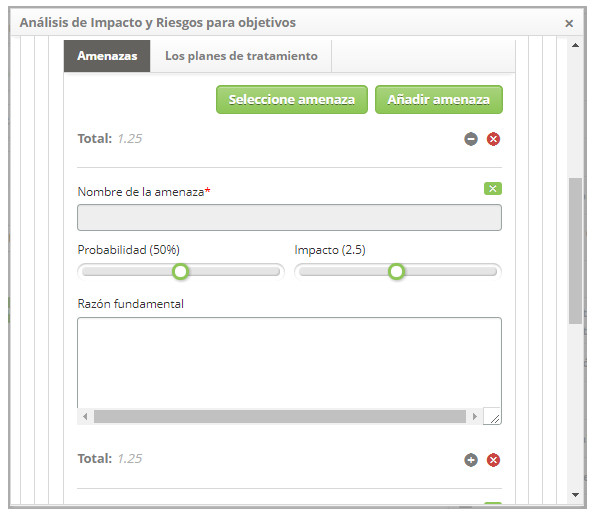 Análisis de Impacto y Riesgos para objetivos
Amenazas Los planes de tratamiento
Seleccione amenaza Añadir amenaza
Total: 1.25
Nombre de la amenaza*
Probabilidad (50%) Impacto (2.5)
Razón fundamental
Total: 1.25